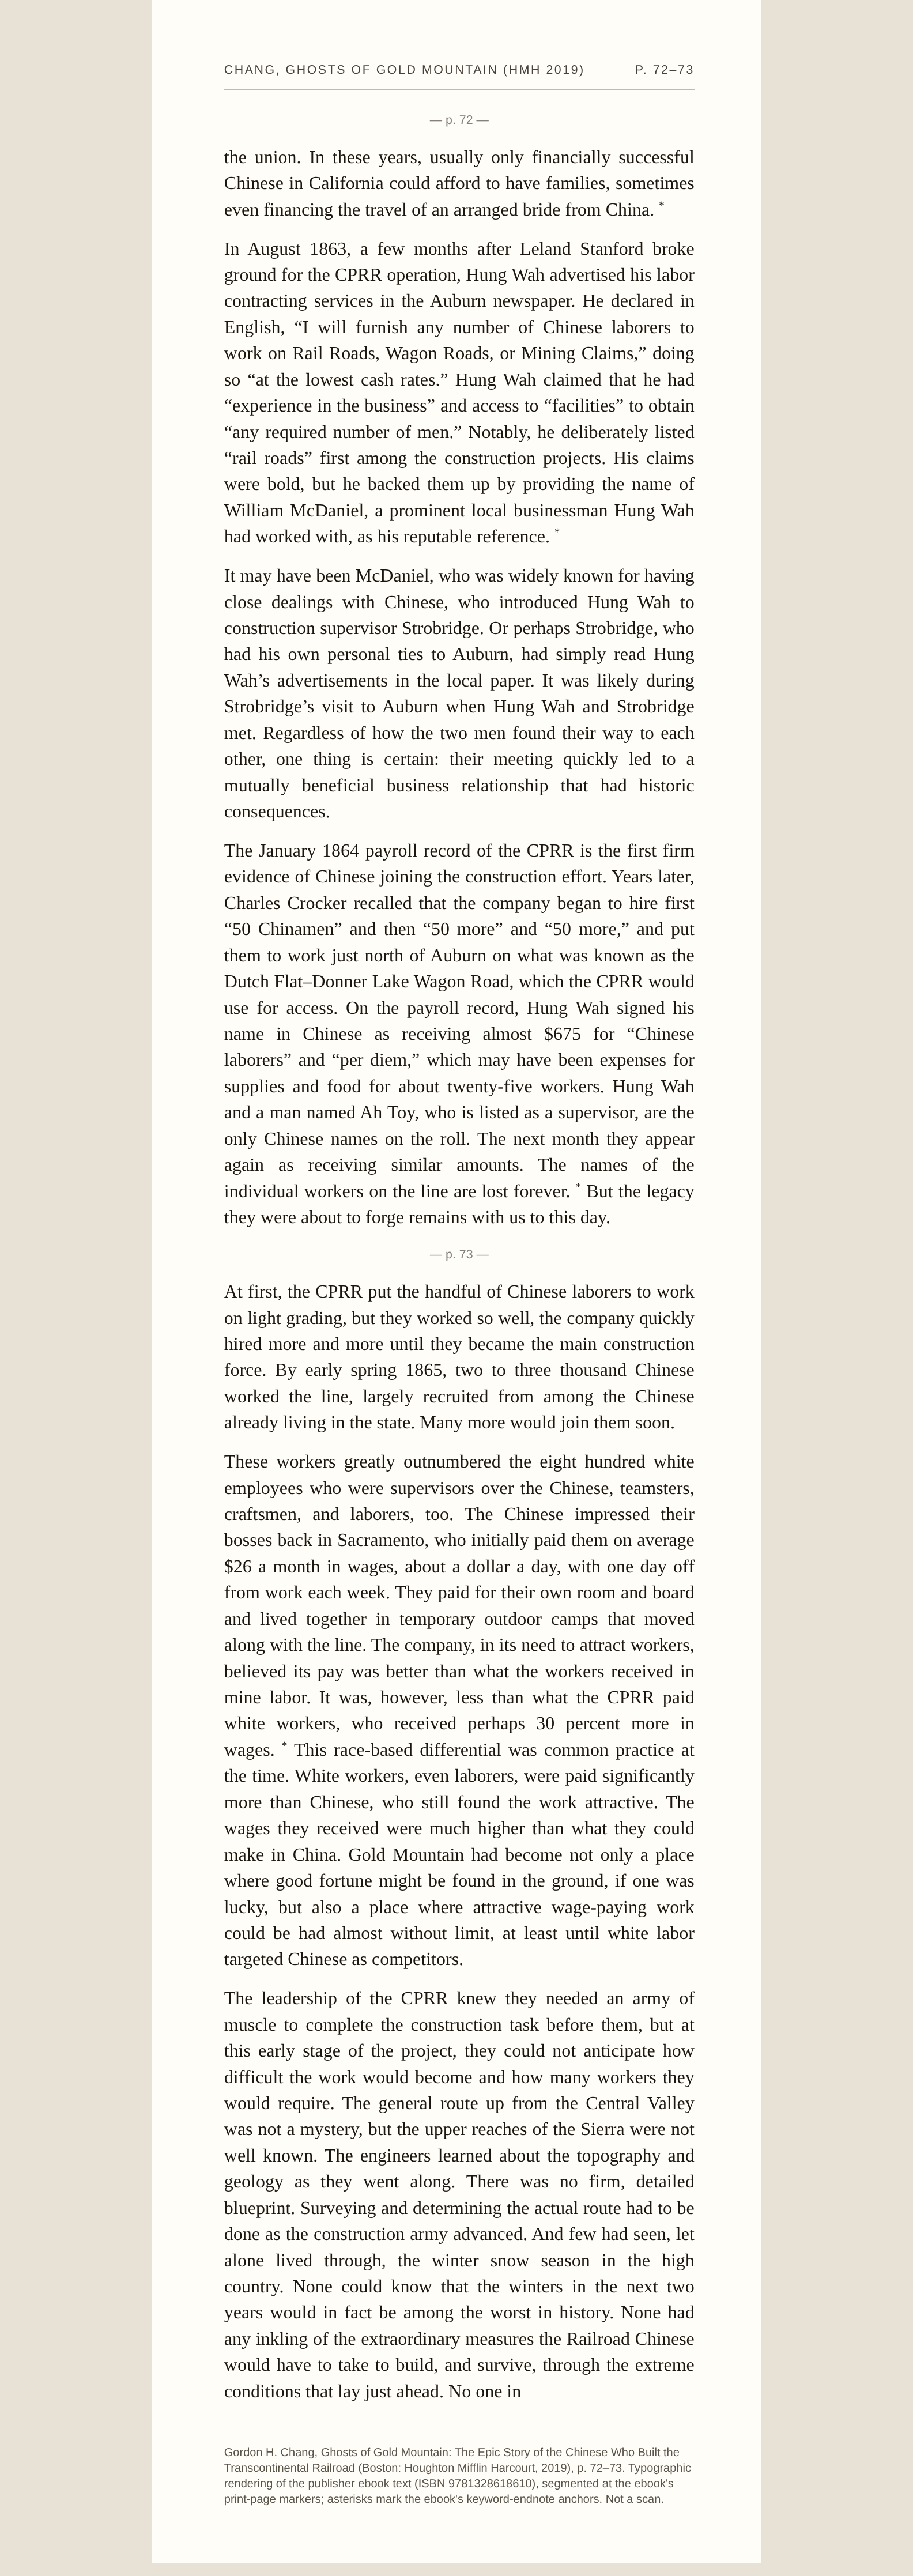 CHANG, GHOSTS OF GOLD MOUNTAIN (HMH 2019) P. 72–73
— p. 72 —
the union. In these years, usually only financially successful
Chinese in California could afford to have families, sometimes
even financing the travel of an arranged bride from China. *
In August 1863, a few months after Leland Stanford broke
ground for the CPRR operation, Hung Wah advertised his labor
contracting services in the Auburn newspaper. He declared in
English, “I will furnish any number of Chinese laborers to
work on Rail Roads, Wagon Roads, or Mining Claims,” doing
so “at the lowest cash rates.” Hung Wah claimed that he had
“experience in the business” and access to “facilities” to obtain
“any required number of men.” Notably, he deliberately listed
“rail roads” first among the construction projects. His claims
were bold, but he backed them up by providing the name of
William McDaniel, a prominent local businessman Hung Wah
had worked with, as his reputable reference. *
It may have been McDaniel, who was widely known for having
close dealings with Chinese, who introduced Hung Wah to
construction supervisor Strobridge. Or perhaps Strobridge, who
had his own personal ties to Auburn, had simply read Hung
Wah’s advertisements in the local paper. It was likely during
Strobridge’s visit to Auburn when Hung Wah and Strobridge
met. Regardless of how the two men found their way to each
other, one thing is certain: their meeting quickly led to a
mutually beneficial business relationship that had historic
consequences.
The January 1864 payroll record of the CPRR is the first firm
evidence of Chinese joining the construction effort. Years later,
Charles Crocker recalled that the company began to hire first
“50 Chinamen” and then “50 more” and “50 more,” and put
them to work just north of Auburn on what was known as the
Dutch Flat–Donner Lake Wagon Road, which the CPRR would
use for access. On the payroll record, Hung Wah signed his
name in Chinese as receiving almost $675 for “Chinese
laborers” and “per diem,” which may have been expenses for
supplies and food for about twenty-five workers. Hung Wah
and a man named Ah Toy, who is listed as a supervisor, are the
only Chinese names on the roll. The next month they appear
again as receiving similar amounts. The names of the
individual workers on the line are lost forever. * But the legacy
they were about to forge remains with us to this day.
— p. 73 —
At first, the CPRR put the handful of Chinese laborers to work
on light grading, but they worked so well, the company quickly
hired more and more until they became the main construction
force. By early spring 1865, two to three thousand Chinese
worked the line, largely recruited from among the Chinese
already living in the state. Many more would join them soon.
These workers greatly outnumbered the eight hundred white
employees who were supervisors over the Chinese, teamsters,
craftsmen, and laborers, too. The Chinese impressed their
bosses back in Sacramento, who initially paid them on average
$26 a month in wages, about a dollar a day, with one day off
from work each week. They paid for their own room and board
and lived together in temporary outdoor camps that moved
along with the line. The company, in its need to attract workers,
believed its pay was better than what the workers received in
mine labor. It was, however, less than what the CPRR paid
white workers, who received perhaps 30 percent more in
wages. * This race-based differential was common practice at
the time. White workers, even laborers, were paid significantly
more than Chinese, who still found the work attractive. The
wages they received were much higher than what they could
make in China. Gold Mountain had become not only a place
where good fortune might be found in the ground, if one was
lucky, but also a place where attractive wage-paying work
could be had almost without limit, at least until white labor
targeted Chinese as competitors.
The leadership of the CPRR knew they needed an army of
muscle to complete the construction task before them, but at
this early stage of the project, they could not anticipate how
difficult the work would become and how many workers they
would require. The general route up from the Central Valley
was not a mystery, but the upper reaches of the Sierra were not
well known. The engineers learned about the topography and
geology as they went along. There was no firm, detailed
blueprint. Surveying and determining the actual route had to be
done as the construction army advanced. And few had seen, let
alone lived through, the winter snow season in the high
country. None could know that the winters in the next two
years would in fact be among the worst in history. None had
any inkling of the extraordinary measures the Railroad Chinese
would have to take to build, and survive, through the extreme
conditions that lay just ahead. No one in
Gordon H. Chang, Ghosts of Gold Mountain: The Epic Story of the Chinese Who Built the
Transcontinental Railroad (Boston: Houghton Mifflin Harcourt, 2019), p. 72–73. Typographic
rendering of the publisher ebook text (ISBN 9781328618610), segmented at the ebook's
print-page markers; asterisks mark the ebook's keyword-endnote anchors. Not a scan.